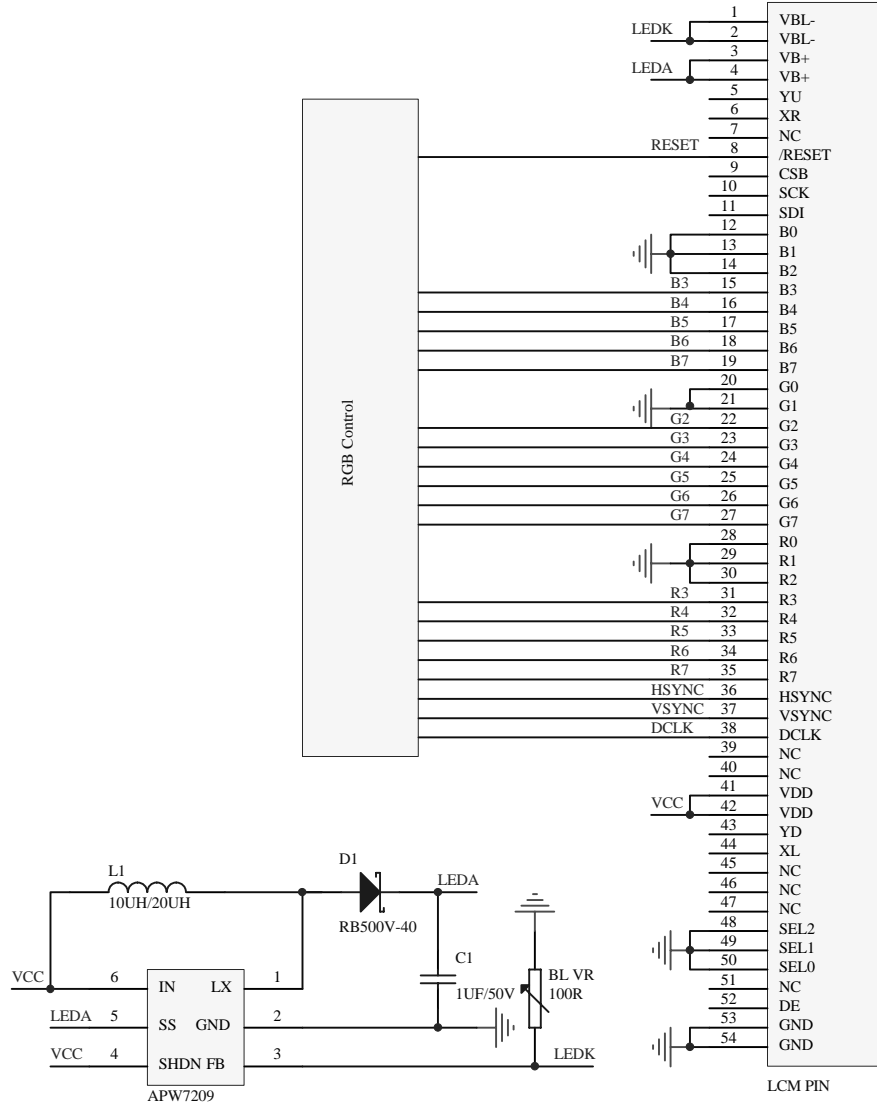 1 VBL-
LEDK 2 VBL-
3 VB+
LEDA 4 VB+
5 YU
6 XR
7 NC
RESET 8 /RESET
9 CSB
10 SCK
11 SDI
12 B0
13 B1
14 B2
B3 15 B3
B4 16 B4
B5 17 B5
B6 18 B6
B7 19 B7
20 G0
21 G1
G2 22 G2
G3 23 G3
G4 24 G4
G5 25 G5
G6 26 G6
G7 27 G7
28 R0
29 R1
30 R2
R3 31 R3
R4 32 R4
R5 33 R5
R6 34 R6
R7 35 R7
HSYNC 36 HSYNC
VSYNC 37 VSYNC
DCLK 38 DCLK
39 NC
40 NC
41 VDD
VCC 42 VDD
43 YD
44 XL
45 NC
46 NC
47 NC
48 SEL2
49 SEL1
50 SEL0
51 NC
52 DE
53 GND
54 GND
LCM PIN
RGB Control
L1
10UH/20UH
D1
RB500V-40
LEDA
C1
1UF/50V
BL VR
100R
VCC 6 IN LX 1
LEDA 5 SS GND 2
VCC 4 SHDN FB 3 LEDK
APW7209